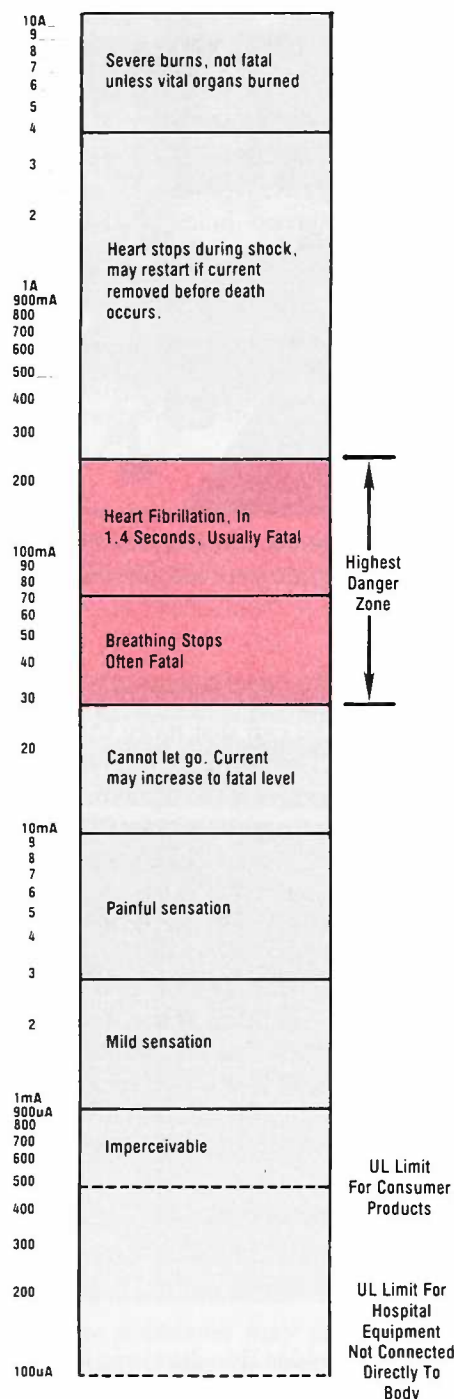 10A
9
8
7
6
5
4
3
2
1A
900mA
800
700
600
500
400
300
200
100mA
90
80
70
60
50
40
30
20
10mA
9
8
7
6
5
4
3
2
1mA
900uA
800
700
600
500
400
300
200
100uA
Severe burns, not fatal
unless vital organs burned
Heart stops during shock,
may restart if current
removed before death
occurs.
Heart Fibrillation, In
1.4 Seconds, Usually Fatal
Breathing Stops
Often Fatal
Cannot let go. Current
may increase to fatal level
Painful sensation
Mild sensation
Imperceivable
Highest
Danger
Zone
UL Limit
For Consumer
Products
UL Limit For
Hospital
Equipment
Not Connected
Directly To
Body